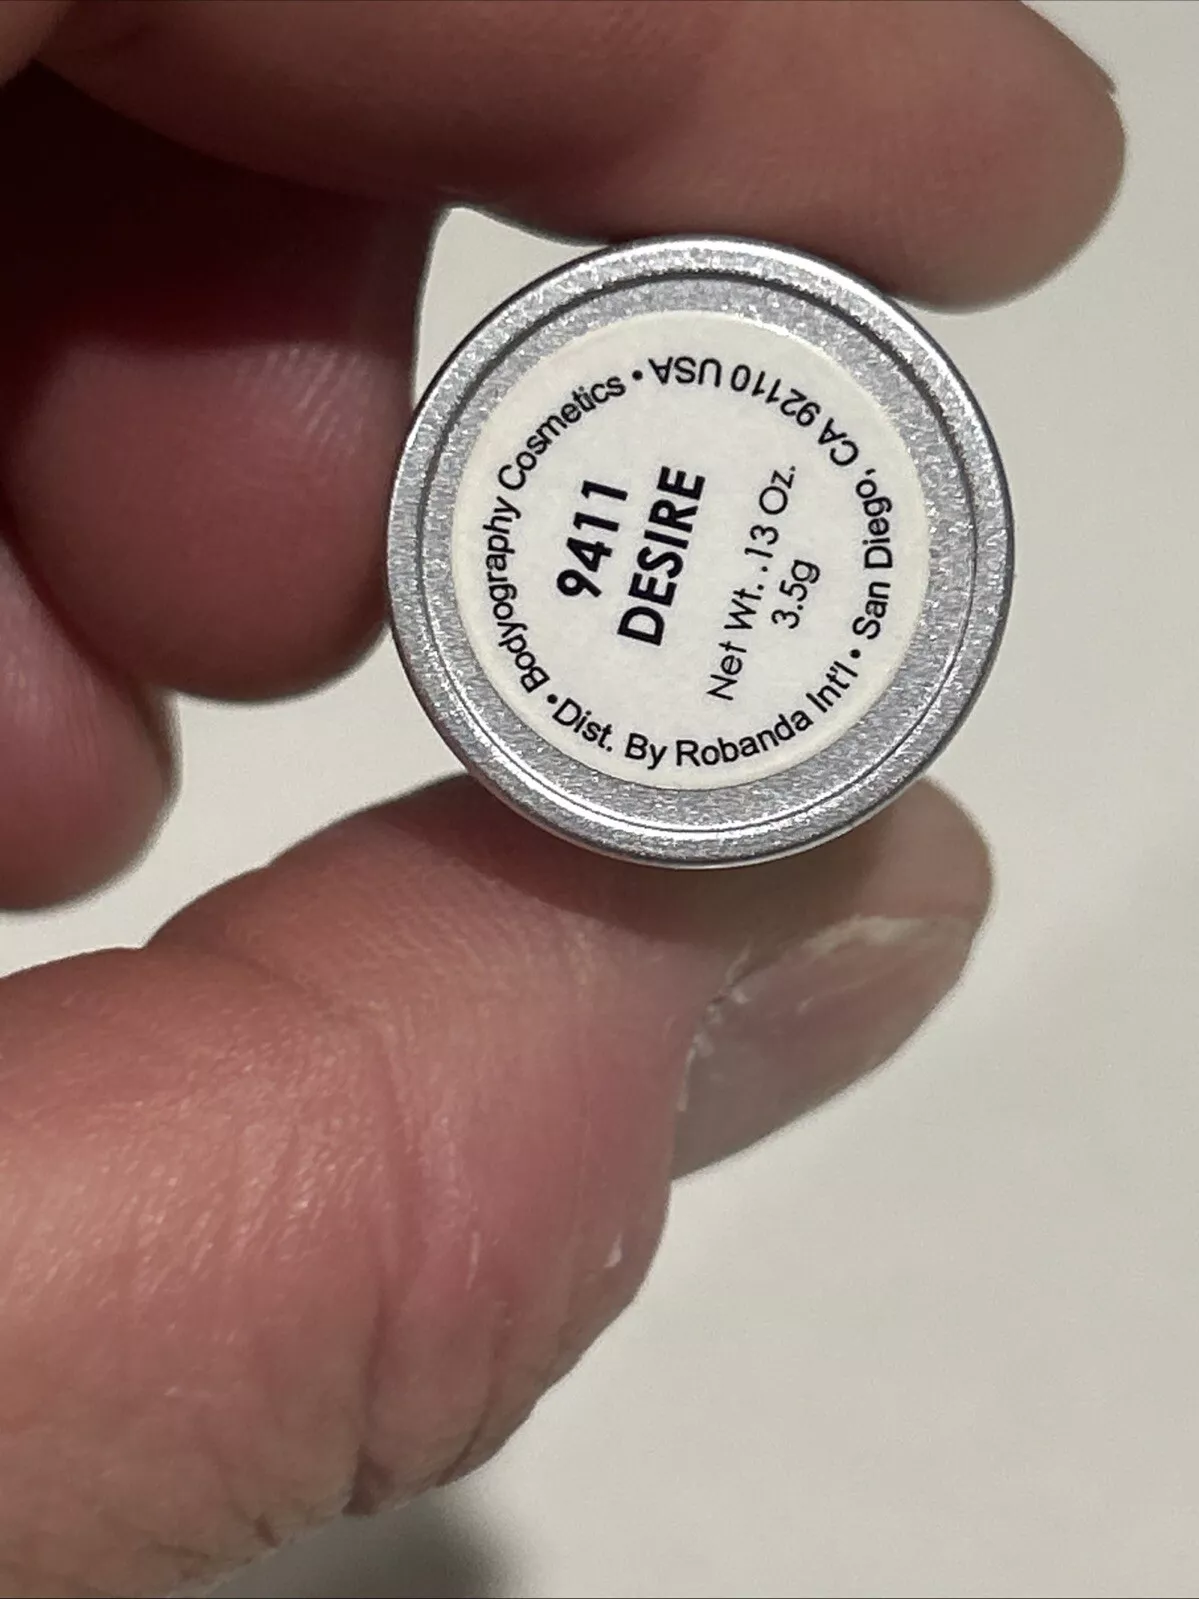 9411
DESIRE
Net Wt. .13 Oz.
3.5g
Bodyography Cosmetics • 
Dist. By Robanda Int'l • San Diego, CA 92110 USA •